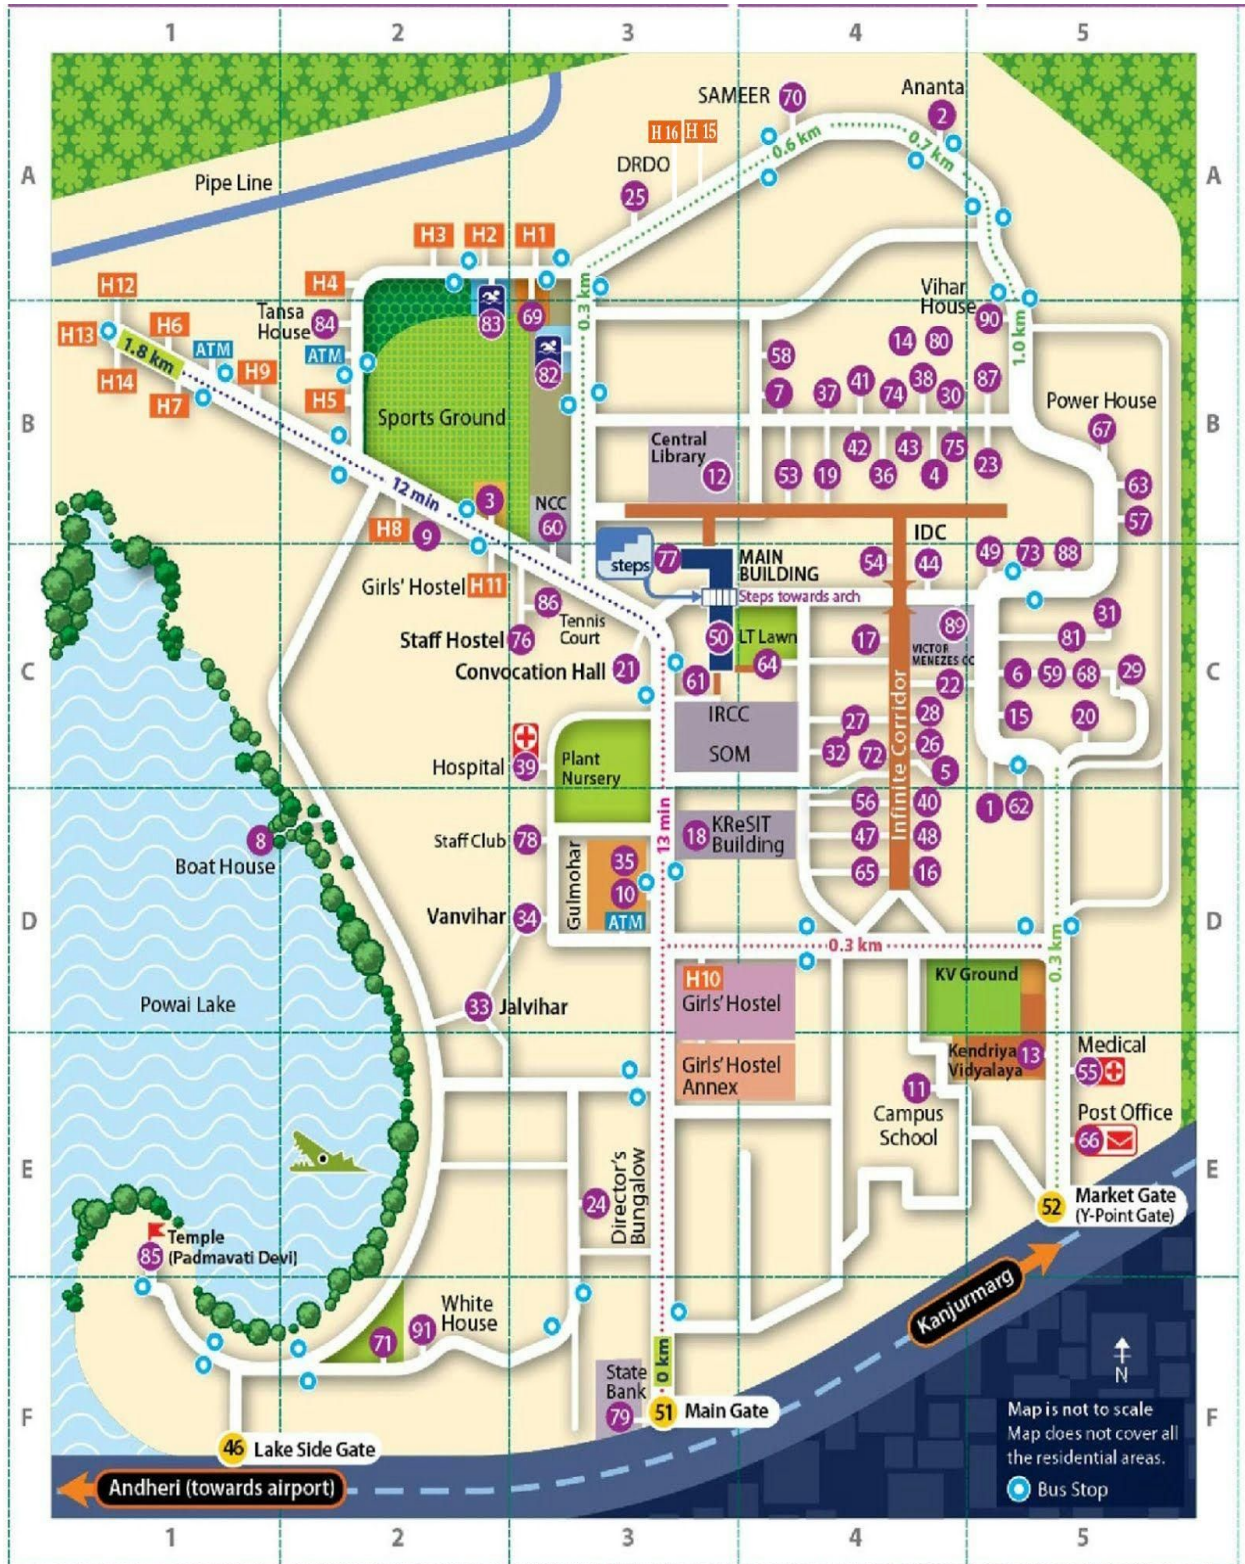 1 2 3 4 5
A
A
Ananta
2
SAMEER 70
0.6 km
0.7 km
H 16 H 15
DRDO
25
Pipe Line
H3 H2 H1
H4
H12
0.3 km
Vihar
House
90
1.0 km
Tansa
House 84
83 69
H13
H6
1.8 km
ATM
ATM
H9
H14
H7
H5
82
58
14 80
7 37 41 74 38 30 87
Power House
67
B
B
Sports Ground
Central
Library
12
42 43 75
53 19 36 4 23
63
57
12 min
3
NCC
60
H8 9
IDC
steps
77
MAIN
BUILDING
54 44 49 73 88
Girls' Hostel H11
Steps towards arch
86
Tennis
Court
Staff Hostel 76
50 LT Lawn
17
89
VICTOR
MENEZES CC
31
81
C
C
Convocation Hall 21
61 64
22
6 59 68 29
IRCC
SOM
27 28
32 72 26
5
15 20
Hospital 39
Plant
Nursery
Infinite Corridor
13 min
8
Boat House
Staff Club 78
Gulmohar
35
10
ATM
18 KReSIT
Building
56 40
47 48
65 16
1 62
D
D
Vanvihar 34
0.3 km
0.3 km
Powai Lake
33 Jalvihar
H10
Girls' Hostel
KV Ground
Kendriya
Vidyalaya
13
Medical
55
Girls' Hostel
Annex
11
Campus
School
Post Office
66
E
E
Director's
Bungalow
24
52 Market Gate
(Y-Point Gate)
Temple
(Padmavati Devi)
85
Kanjurmarg
White
House
71 91
0 km
State
Bank
79
51 Main Gate
N
F
F
46 Lake Side Gate
Map is not to scale
Map does not cover all
the residential areas.
Bus Stop
Andheri (towards airport)
1 2 3 4 5